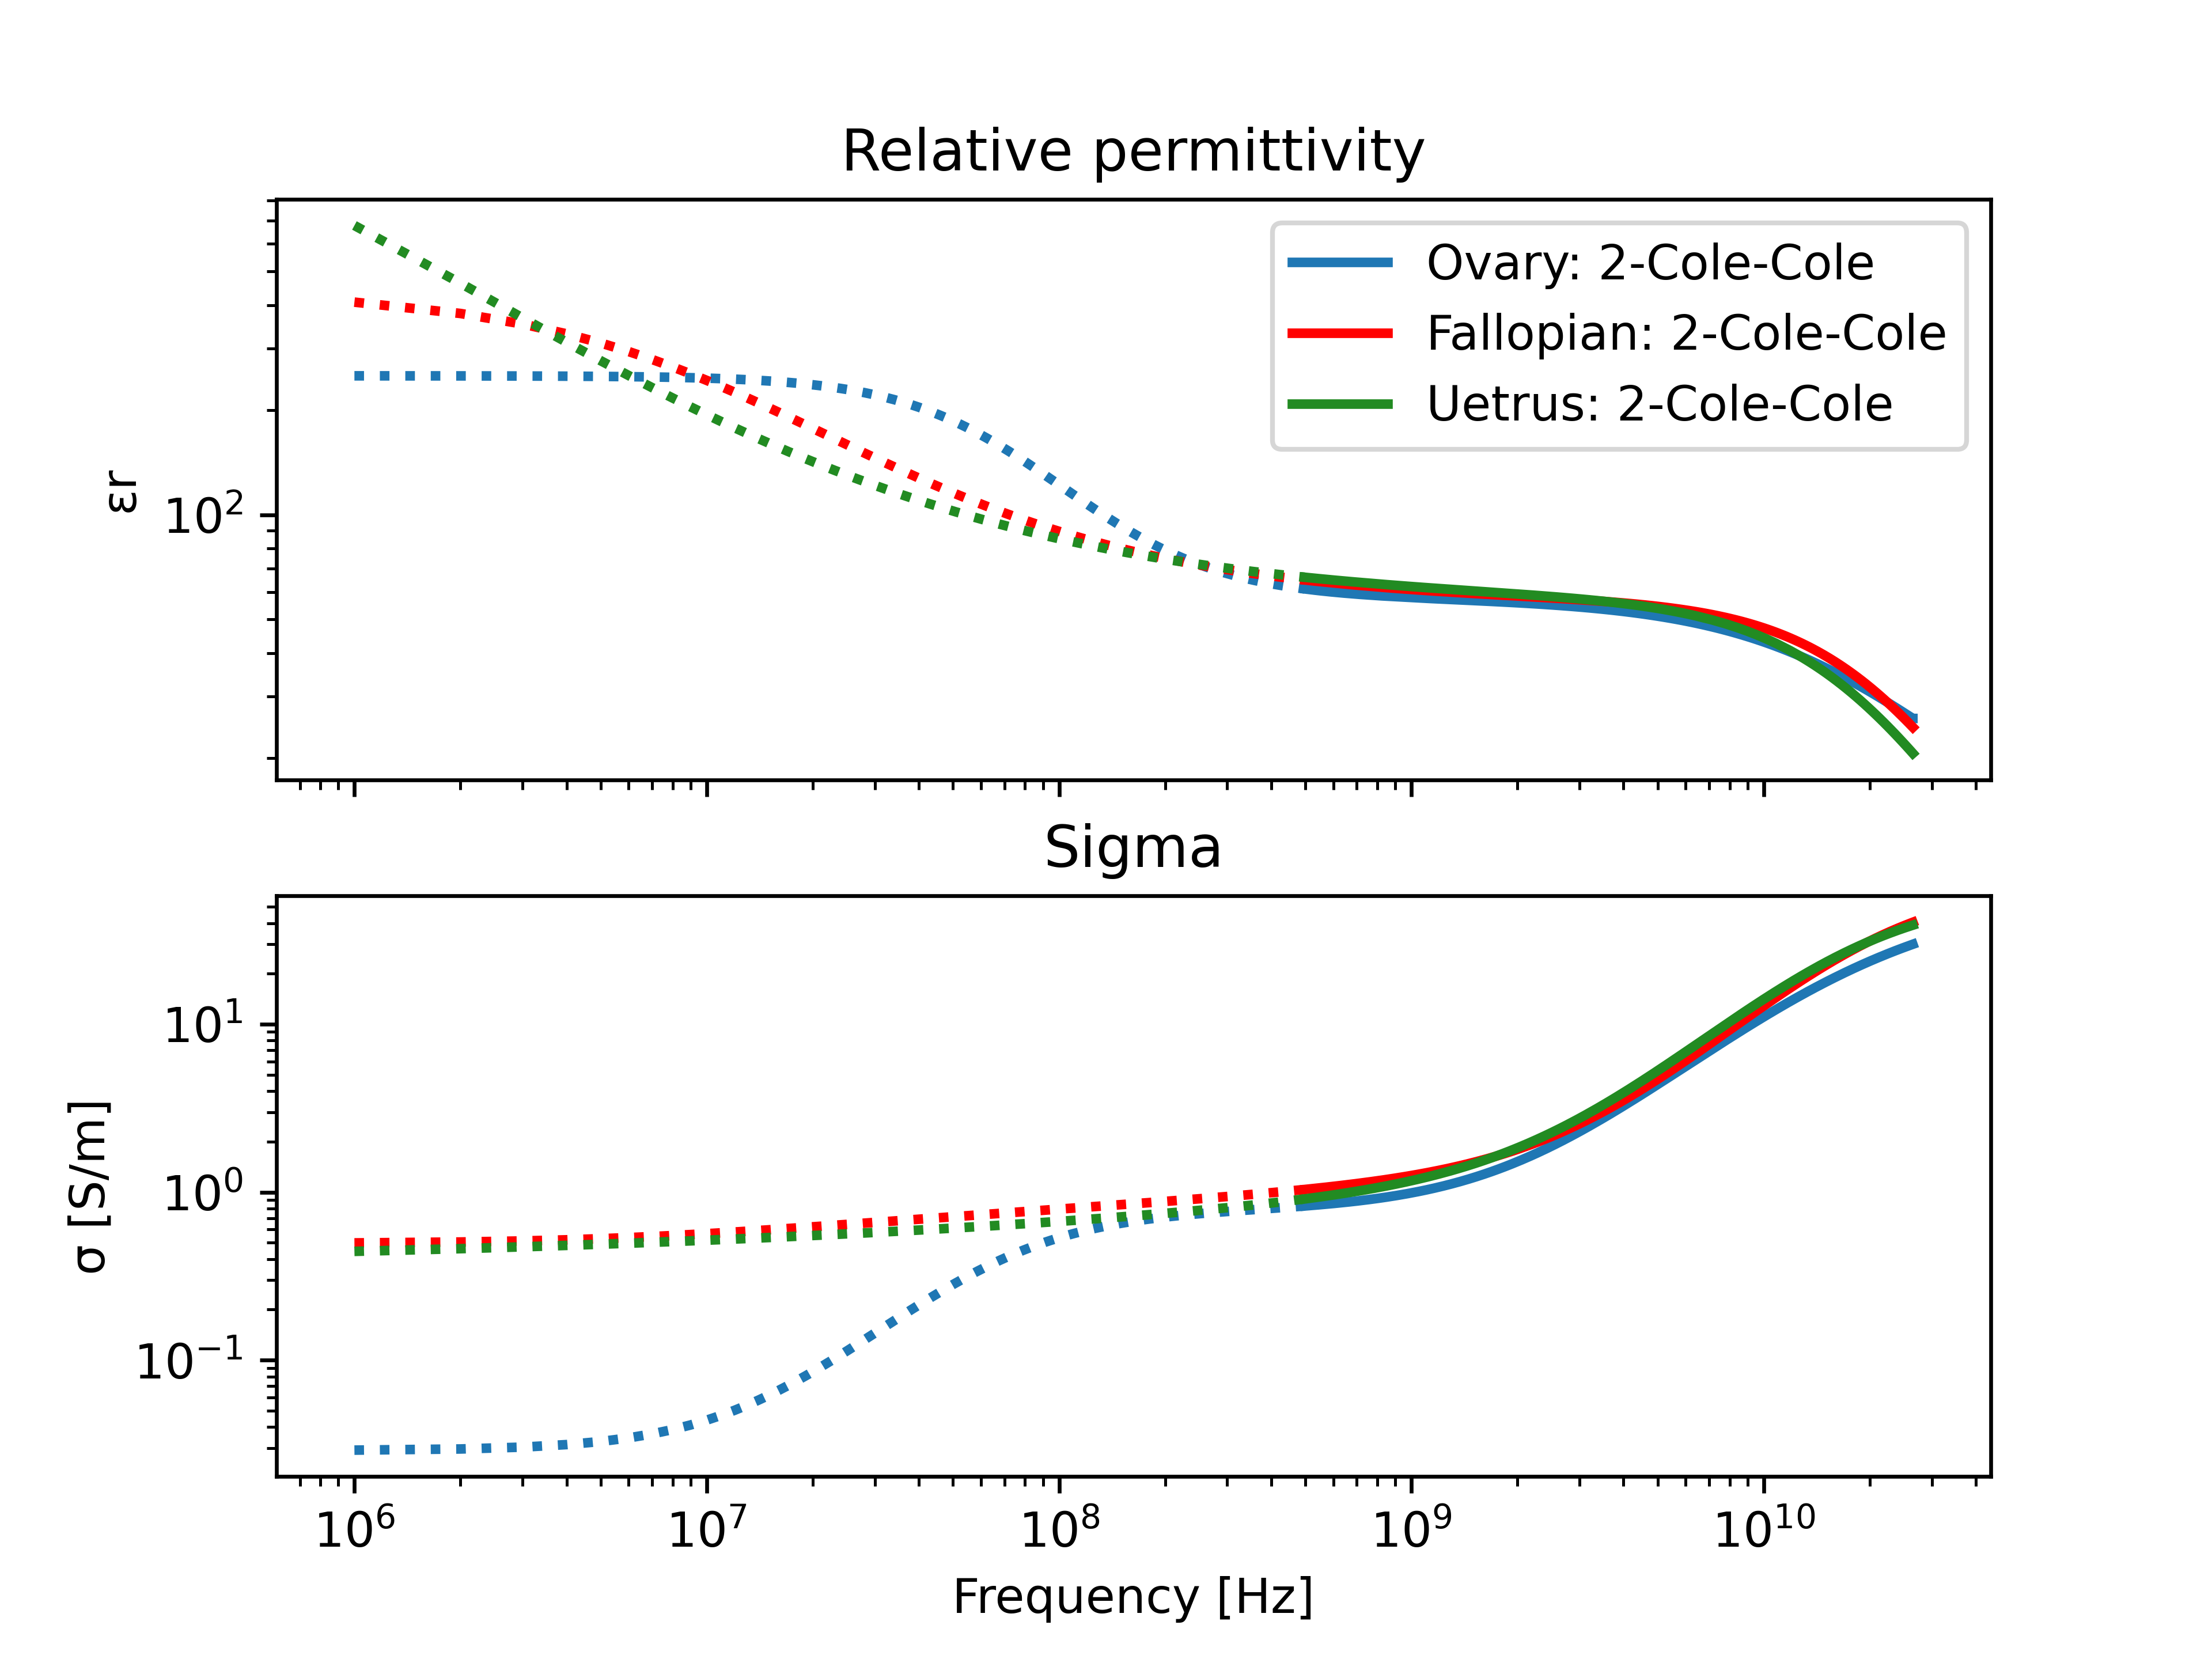 Relative permittivity
εr
10²
Ovary: 2-Cole-Cole
Fallopian: 2-Cole-Cole
Uetrus: 2-Cole-Cole
Sigma
σ [S/m]
10¹
10⁰
10⁻¹
10⁶ 10⁷ 10⁸ 10⁹ 10¹⁰
Frequency [Hz]